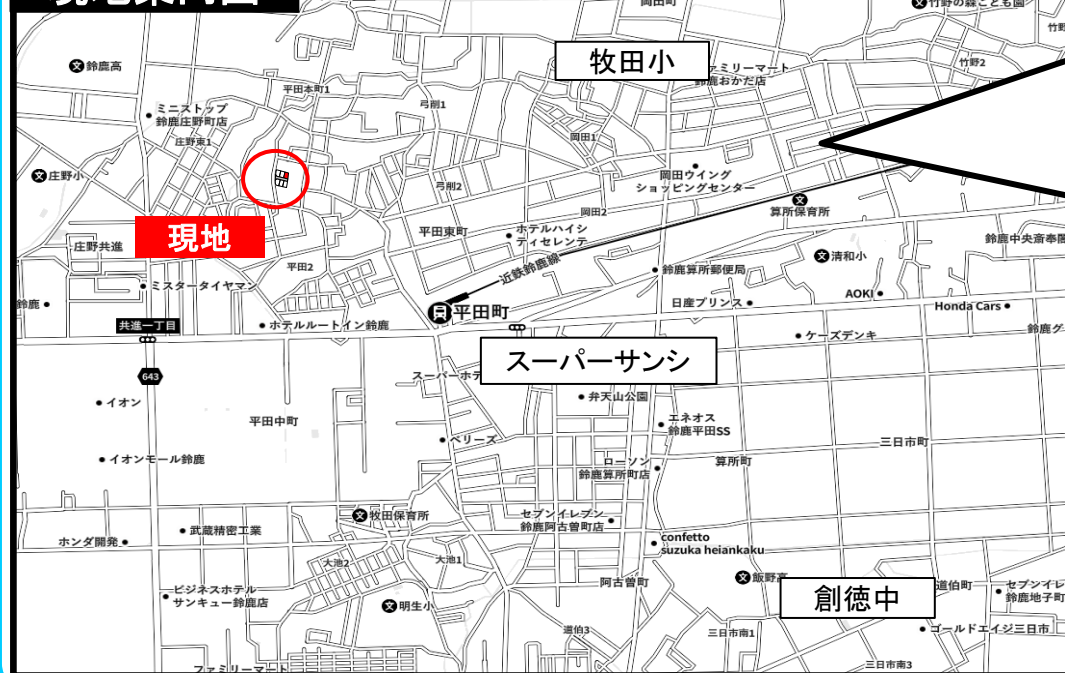 現地案内図
岡田町
竹野の森こども園
牧田小
ファミリーマート
鈴鹿おかだ店
竹野2
鈴鹿高
平田本町1
弓削1
ミニストップ
鈴鹿庄野町店
庄野東1
岡田1
庄野小
弓削2
岡田ウイング
ショッピングセンター
岡田2
算所保育所
現地
平田東町
ホテルハイシ
ティセレンテ
庄野共進
鈴鹿中央斎奉閣
平田2
近鉄鈴鹿線
鈴鹿算所郵便局
清和小
ミスタータイヤマン
鈴鹿
日産プリンス
AOKI
Honda Cars
平田町
共進一丁目
ホテルルートイン鈴鹿
ケーズデンキ
鈴鹿グ
スーパーサンシ
643
スーパーホテ
弁天山公園
イオン
平田中町
エネオス
鈴鹿平田SS
ベリーズ
三日市町
イオンモール鈴鹿
ローソン
鈴鹿算所町店
算所町
牧田保育所
セブンイレブン
鈴鹿阿古曽町店
武蔵精密工業
ホンダ開発
confetto
suzuka heiankaku
大池2
大池1
阿古曽町
飯野高
創徳中
道伯町
セブンイレ
鈴鹿地子町
ビジネスホテル
サンキュー鈴鹿店
明生小
道伯3
三日市南1
ゴールドエイジ三日市
ファミリーマート
三日市南3